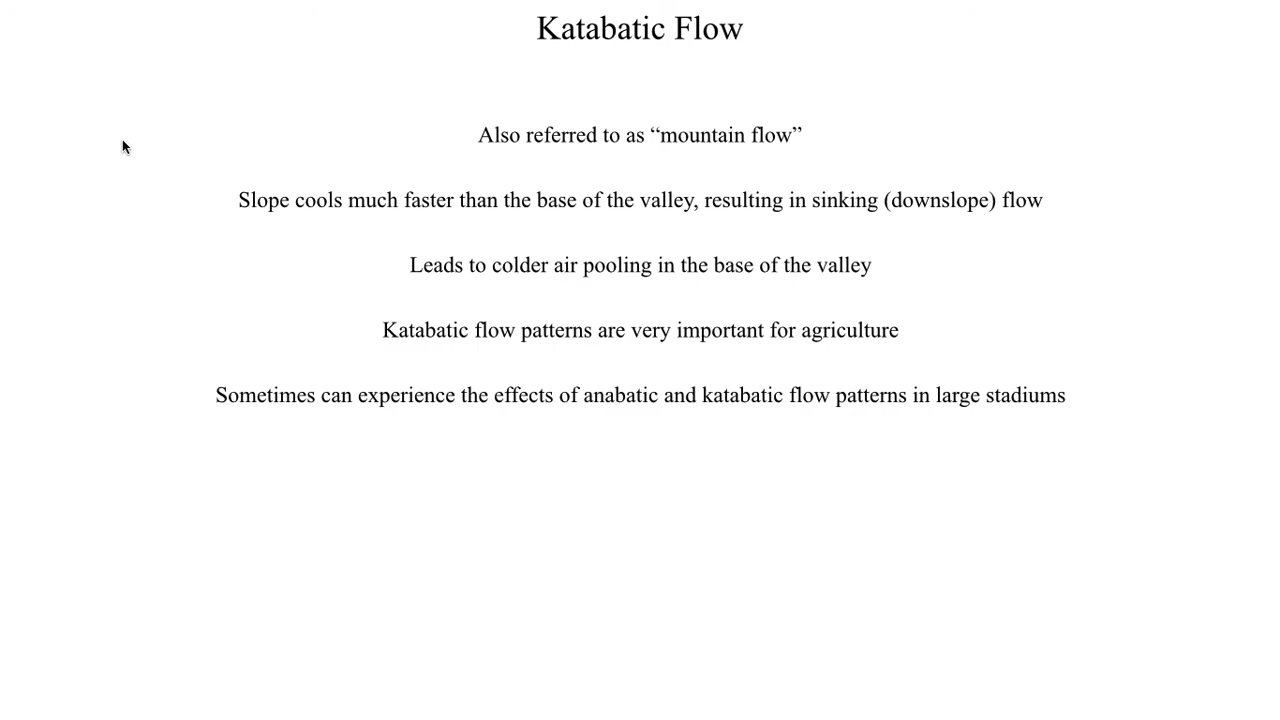 Katabatic Flow
Also referred to as “mountain flow”
Slope cools much faster than the base of the valley, resulting in sinking (downslope) flow
Leads to colder air pooling in the base of the valley
Katabatic flow patterns are very important for agriculture
Sometimes can experience the effects of anabatic and katabatic flow patterns in large stadiums